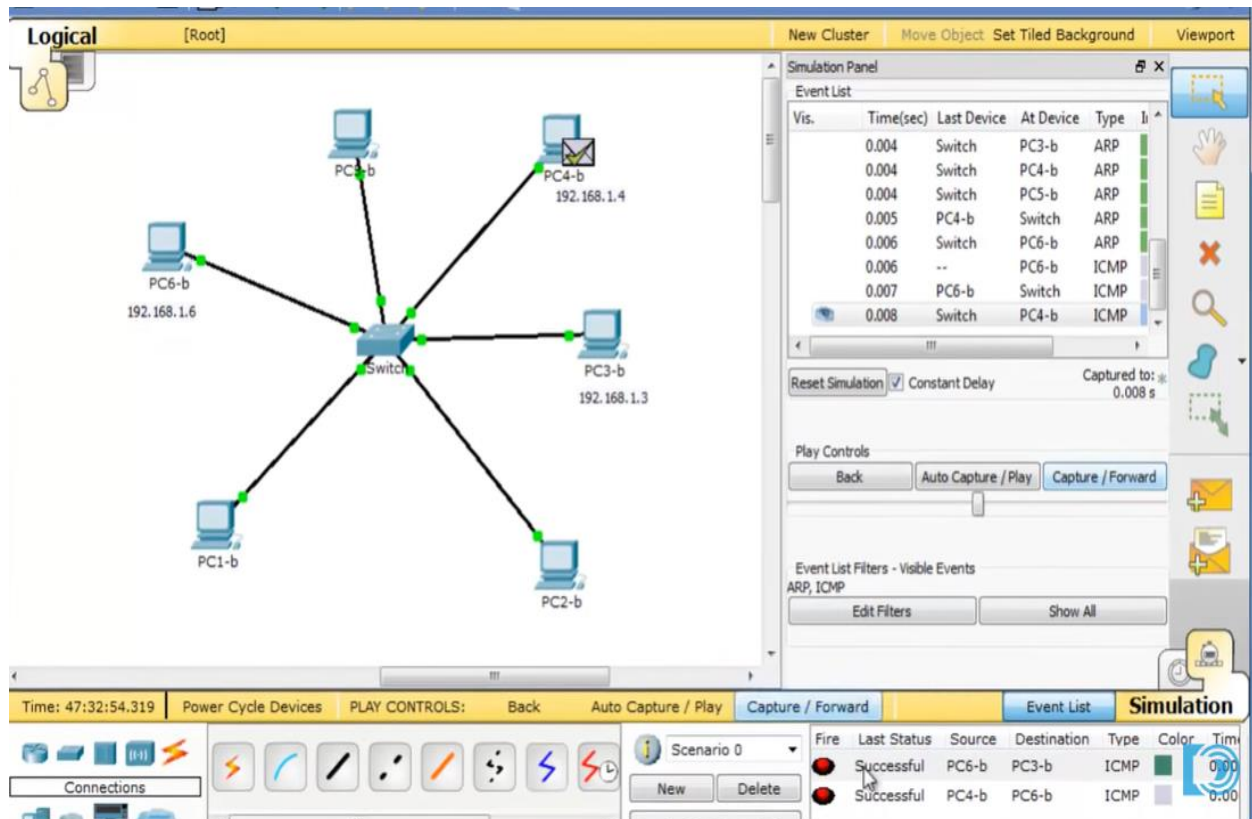 Logical [Root] New Cluster Move Object Set Tiled Background Viewport
Simulation Panel
Event List
Vis. Time(sec) Last Device At Device Type
0.004 Switch PC3-b ARP
0.004 Switch PC4-b ARP
0.004 Switch PC5-b ARP
0.005 PC4-b Switch ARP
0.006 Switch PC6-b ARP
0.006 -- PC6-b ICMP
0.007 PC6-b Switch ICMP
0.008 Switch PC4-b ICMP
Reset Simulation Constant Delay Captured to:
0.008 s
Play Controls
Back Auto Capture / Play Capture / Forward
Event List Filters - Visible Events
ARP, ICMP
Edit Filters Show All
PC4-b
192.168.1.4
PC6-b
192.168.1.6
Switch
PC3-b
192.168.1.3
PC1-b
PC2-b
Time: 47:32:54.319 Power Cycle Devices PLAY CONTROLS: Back Auto Capture / Play Capture / Forward Event List Simulation
Connections
Scenario 0
New Delete
Fire Last Status Source Destination Type Color
Successful PC6-b PC3-b ICMP
Successful PC4-b PC6-b ICMP